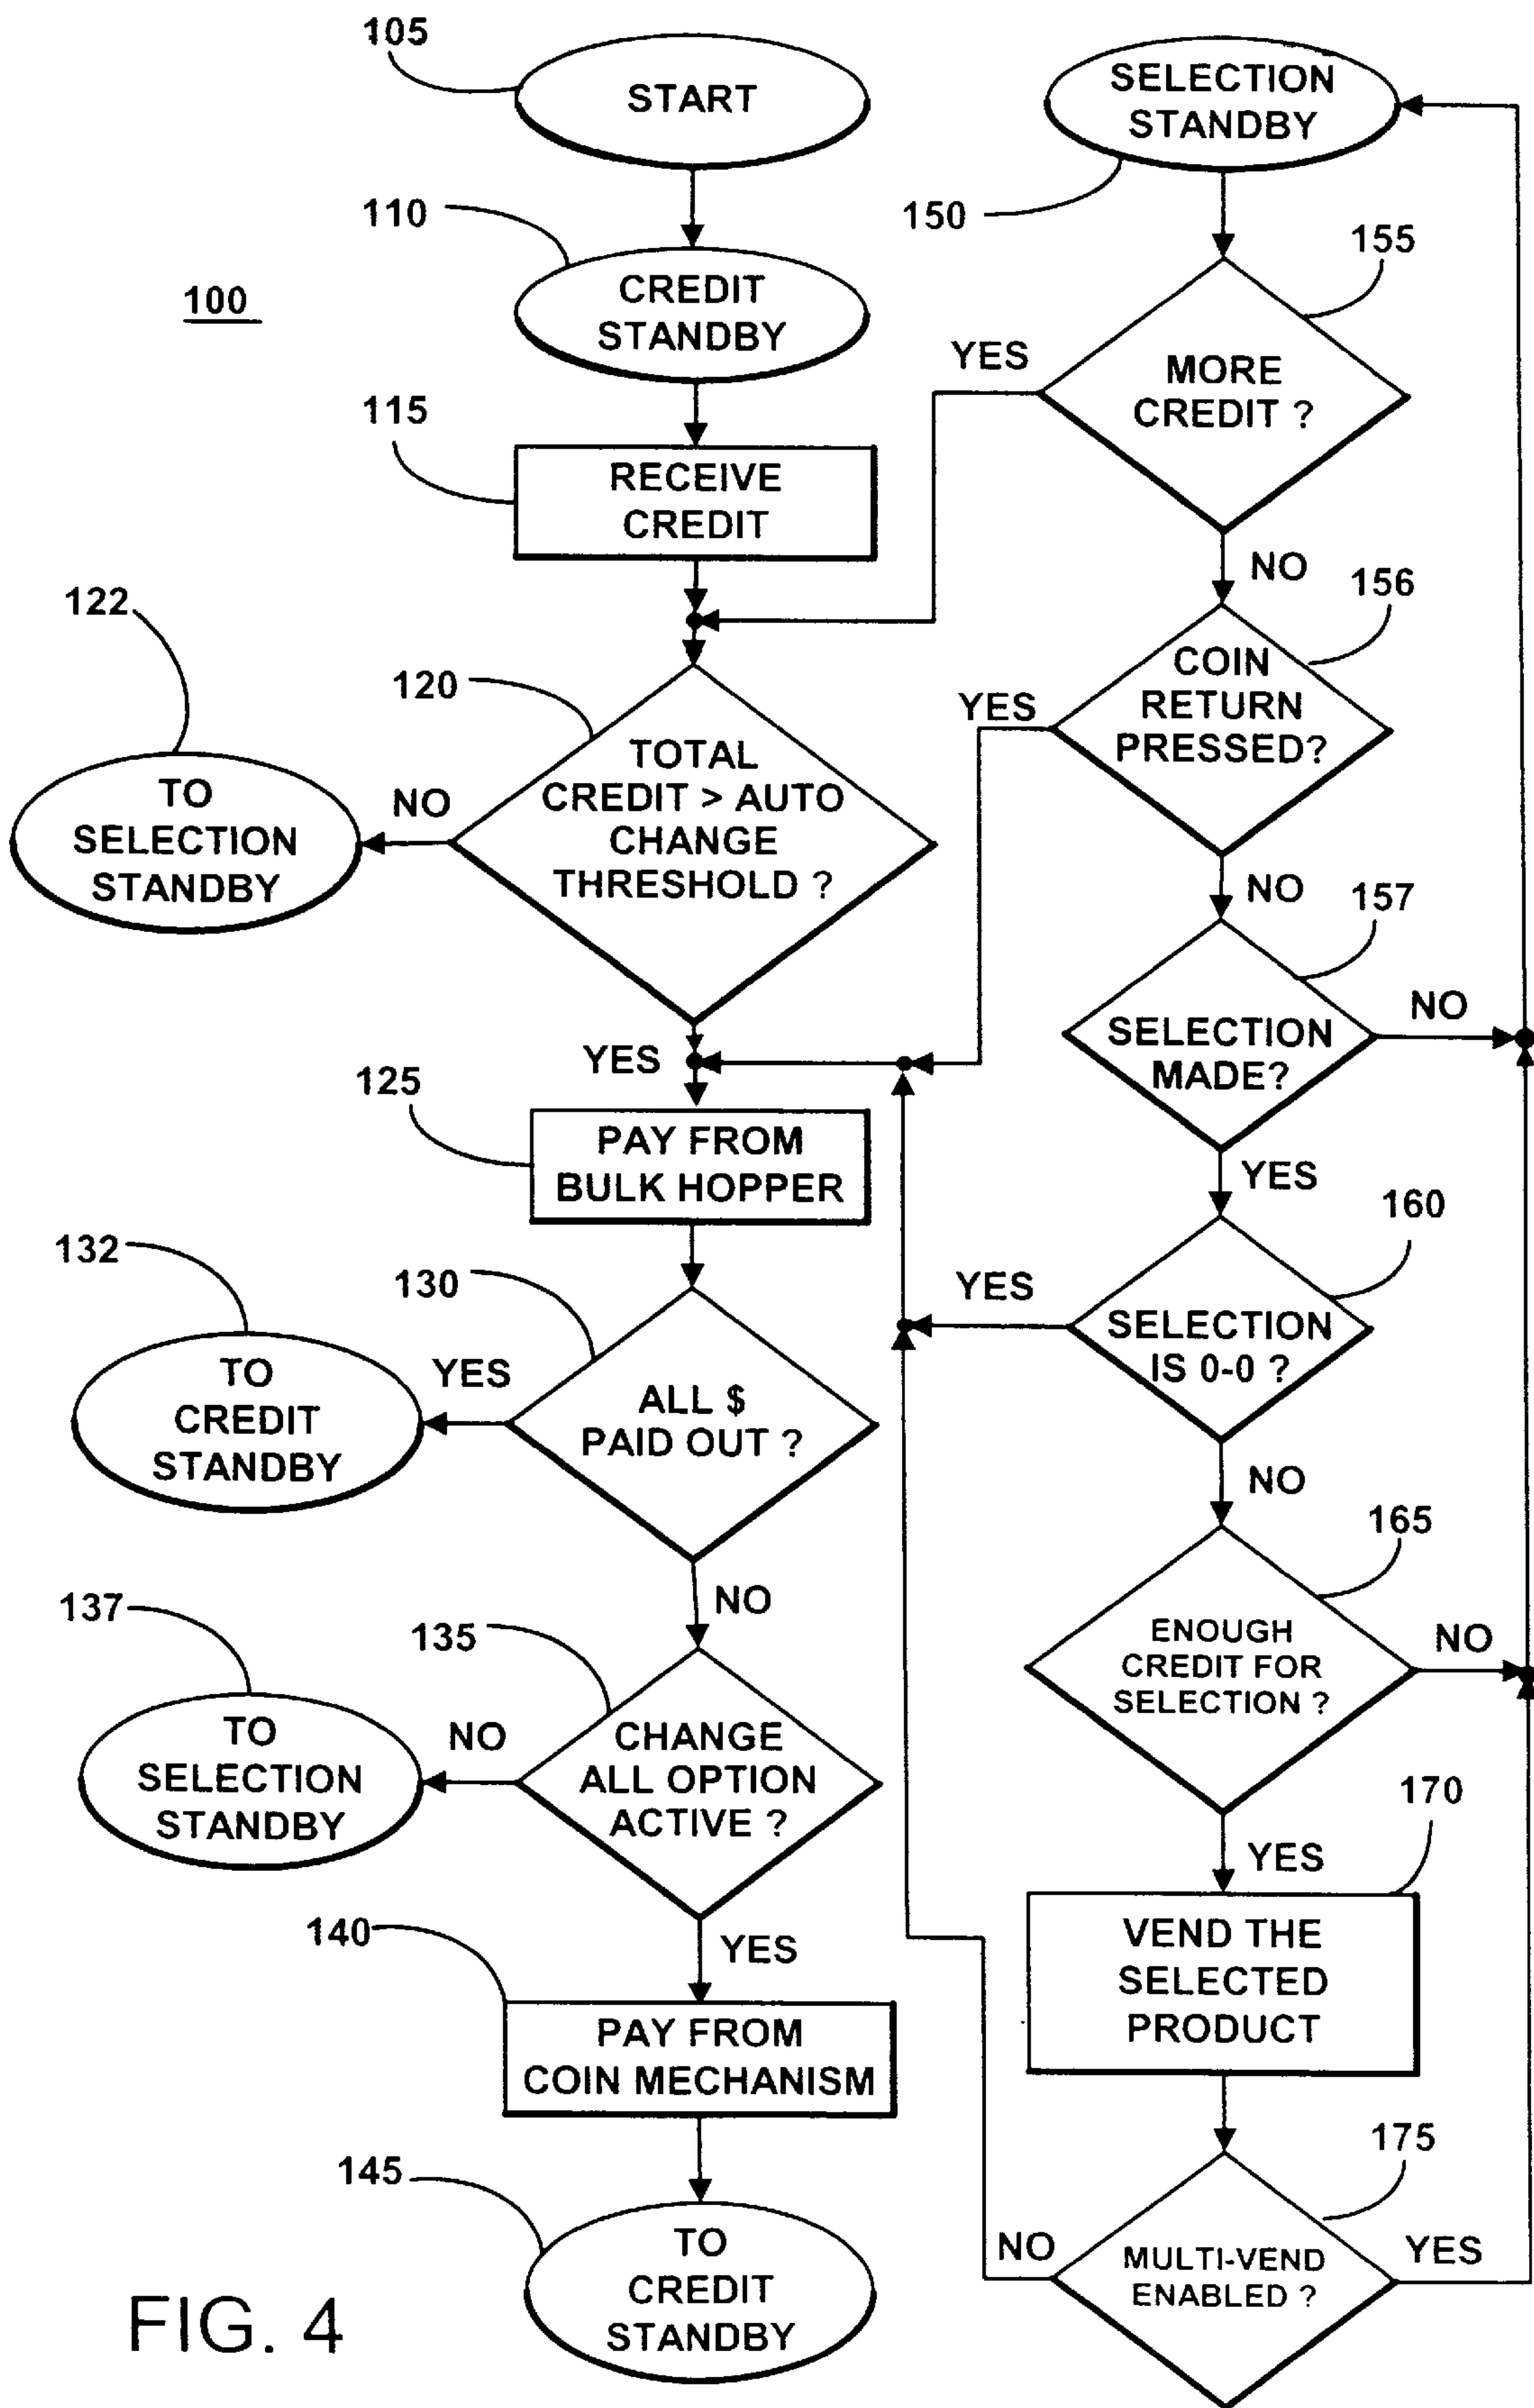 105
START
110
CREDIT
STANDBY
100
115
RECEIVE
CREDIT
122
TO
SELECTION
STANDBY
NO
120
TOTAL
CREDIT > AUTO
CHANGE
THRESHOLD ?
YES
125
PAY FROM
BULK HOPPER
132
TO
CREDIT
STANDBY
YES
130
ALL $
PAID OUT ?
NO
137
TO
SELECTION
STANDBY
NO
135
CHANGE
ALL OPTION
ACTIVE ?
YES
140
PAY FROM
COIN MECHANISM
145
TO
CREDIT
STANDBY
SELECTION
STANDBY
150
155
YES
MORE
CREDIT ?
NO
156
YES
COIN
RETURN
PRESSED?
NO
157
SELECTION
MADE?
NO
YES
160
YES
SELECTION
IS 0-0 ?
NO
165
ENOUGH
CREDIT FOR
SELECTION ?
NO
YES
170
VEND THE
SELECTED
PRODUCT
175
NO
MULTI-VEND
ENABLED ?
YES
FIG. 4